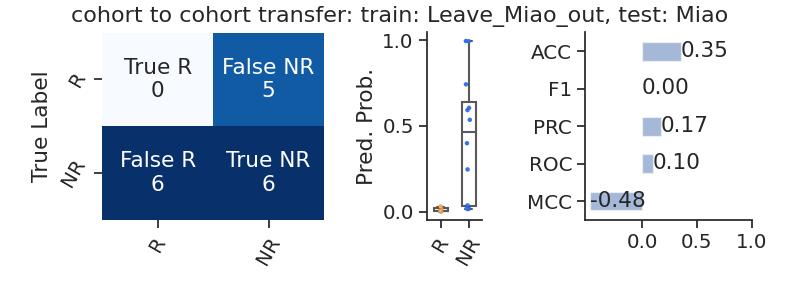 cohort to cohort transfer: train: Leave_Miao_out, test: Miao
True Label
R
NR
True R
0
False NR
5
False R
6
True NR
6
R
NR
Pred. Prob.
1.0
0.5
0.0
R
NR
ACC
0.35
F1
0.00
PRC
0.17
ROC
0.10
MCC
-0.48
0.0
0.5
1.0